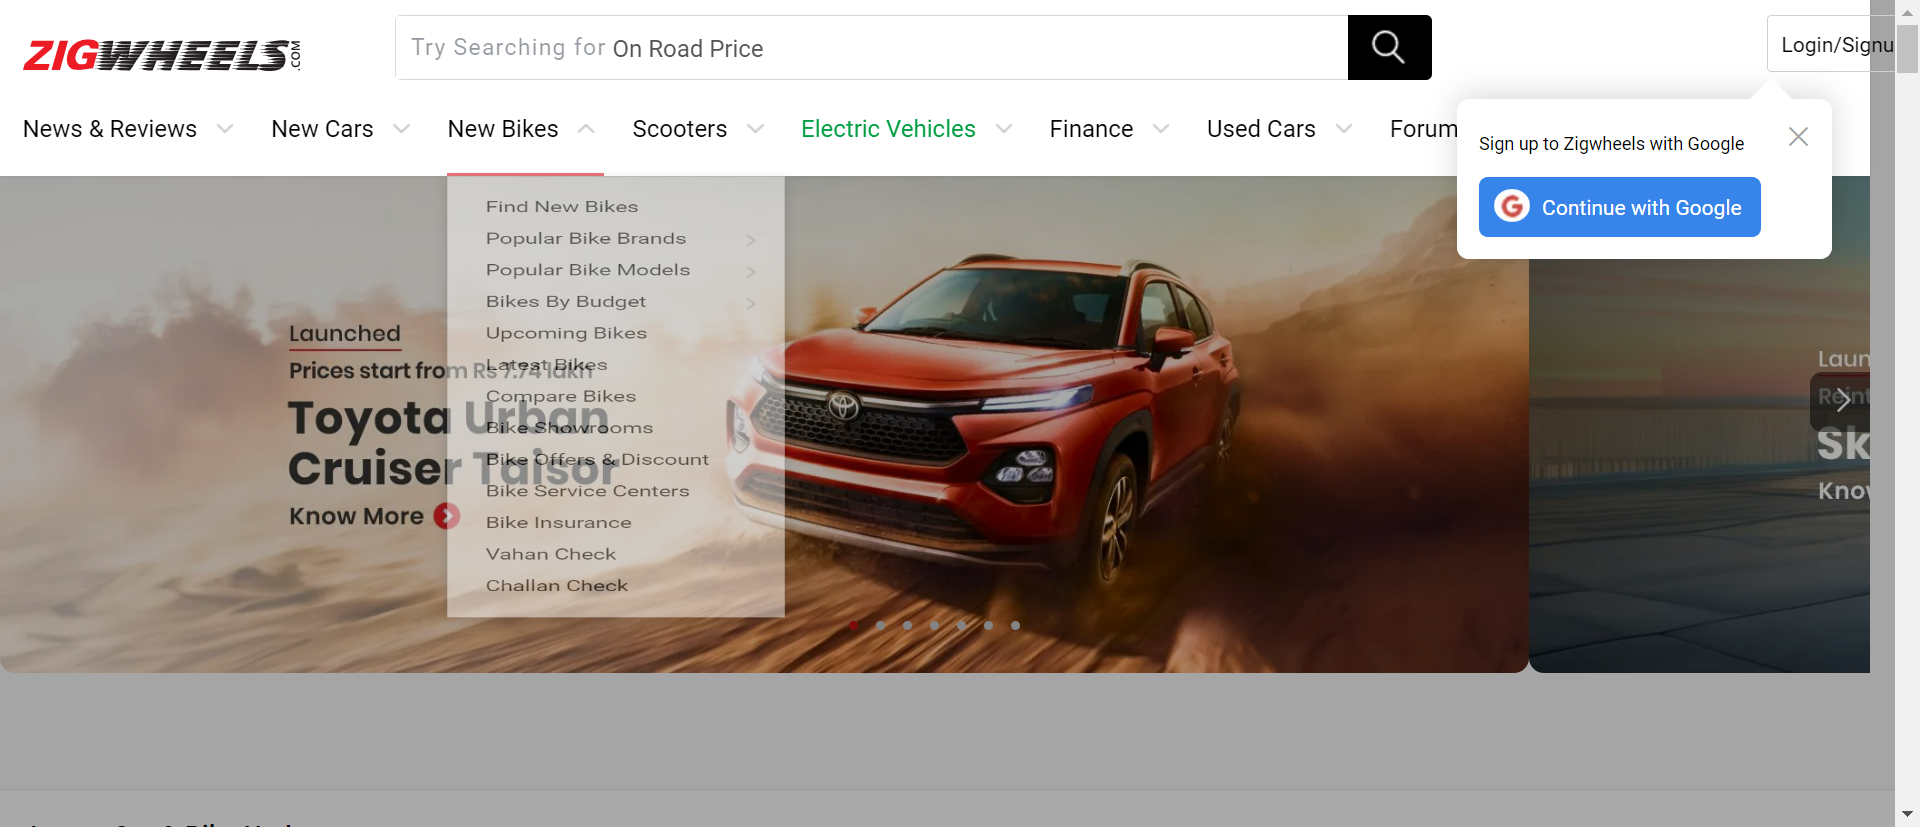 ZIGWHEELS.COM
Try Searching for On Road Price
Login/Signu
News & Reviews New Cars New Bikes Scooters Electric Vehicles Finance Used Cars Forum
Sign up to Zigwheels with Google
Continue with Google
Find New Bikes
Popular Bike Brands
Popular Bike Models
Bikes By Budget
Upcoming Bikes
Latest Bikes
Compare Bikes
Bike Showrooms
Bike Offers & Discount
Bike Service Centers
Bike Insurance
Vahan Check
Challan Check
Launched
Prices start from Rs 7.74 lakh
Toyota Urban
Cruiser Taisor
Know More
Laun
Reint
Sk
Know